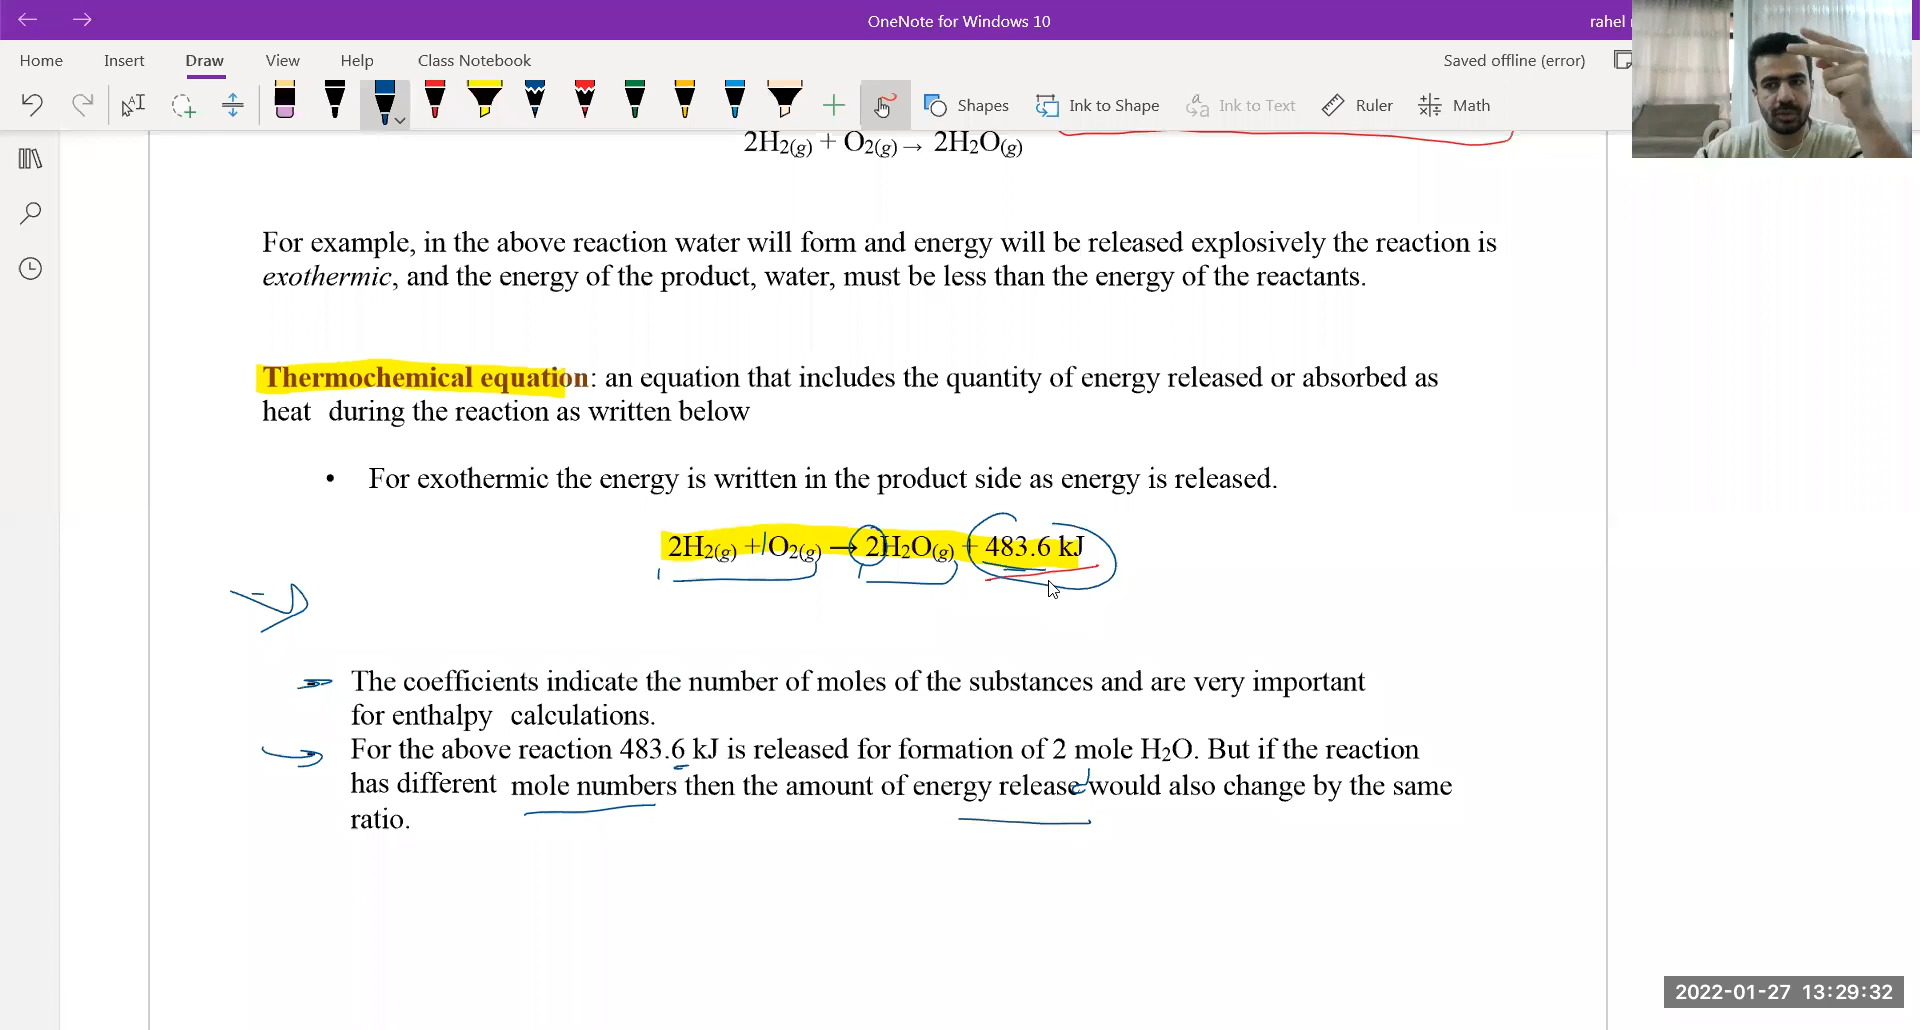 OneNote for Windows 10
rahel
Home Insert Draw View Help Class Notebook
Saved offline (error)
Shapes Ink to Shape Ink to Text Ruler Math
2H2(g) + O2(g) → 2H2O(g)
For example, in the above reaction water will form and energy will be released explosively the reaction is
exothermic, and the energy of the product, water, must be less than the energy of the reactants.
Thermochemical equation: an equation that includes the quantity of energy released or absorbed as
heat during the reaction as written below
• For exothermic the energy is written in the product side as energy is released.
2H2(g) + O2(g) → 2H2O(g) + 483.6 kJ
The coefficients indicate the number of moles of the substances and are very important
for enthalpy calculations.
For the above reaction 483.6 kJ is released for formation of 2 mole H2O. But if the reaction
has different mole numbers then the amount of energy released would also change by the same
ratio.
2022-01-27 13:29:32